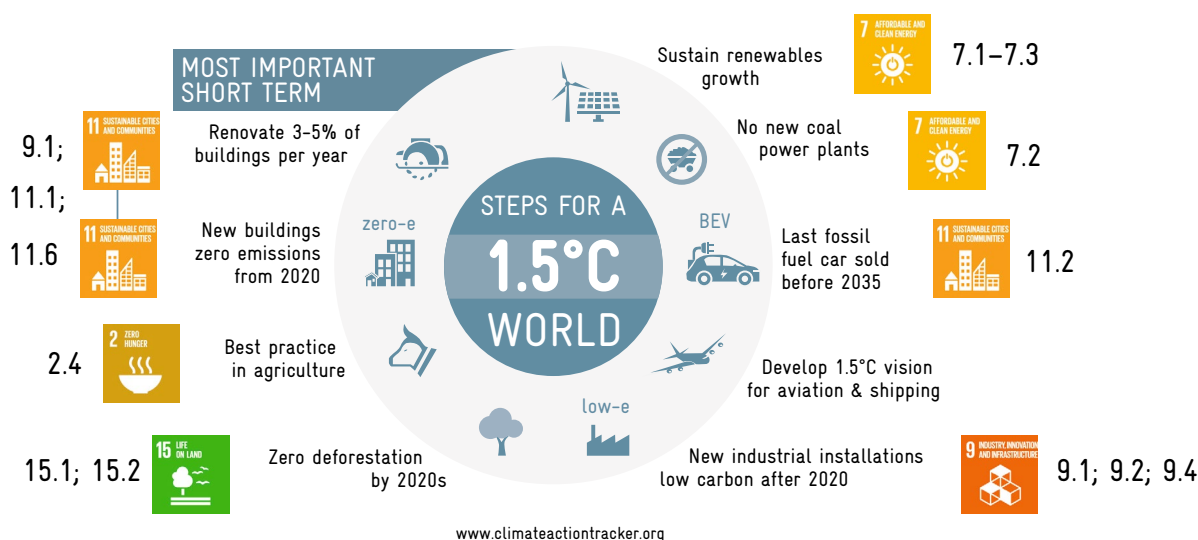 MOST IMPORTANT
SHORT TERM
STEPS FOR A
1.5°C
WORLD
Sustain renewables
growth
7 AFFORDABLE AND
CLEAN ENERGY
7.1–7.3
No new coal
power plants
7 AFFORDABLE AND
CLEAN ENERGY
7.2
BEV
Last fossil
fuel car sold
before 2035
11 SUSTAINABLE CITIES
AND COMMUNITIES
11.2
Develop 1.5°C vision
for aviation & shipping
low-e
New industrial installations
low carbon after 2020
9 INDUSTRY, INNOVATION
AND INFRASTRUCTURE
9.1; 9.2; 9.4
Zero deforestation
by 2020s
15 LIFE
ON LAND
15.1; 15.2
Best practice
in agriculture
2 ZERO
HUNGER
2.4
zero-e
New buildings
zero emissions
from 2020
11 SUSTAINABLE CITIES
AND COMMUNITIES
Renovate 3–5% of
buildings per year
11 SUSTAINABLE CITIES
AND COMMUNITIES
9.1;
11.1;
11.6
www.climateactiontracker.org